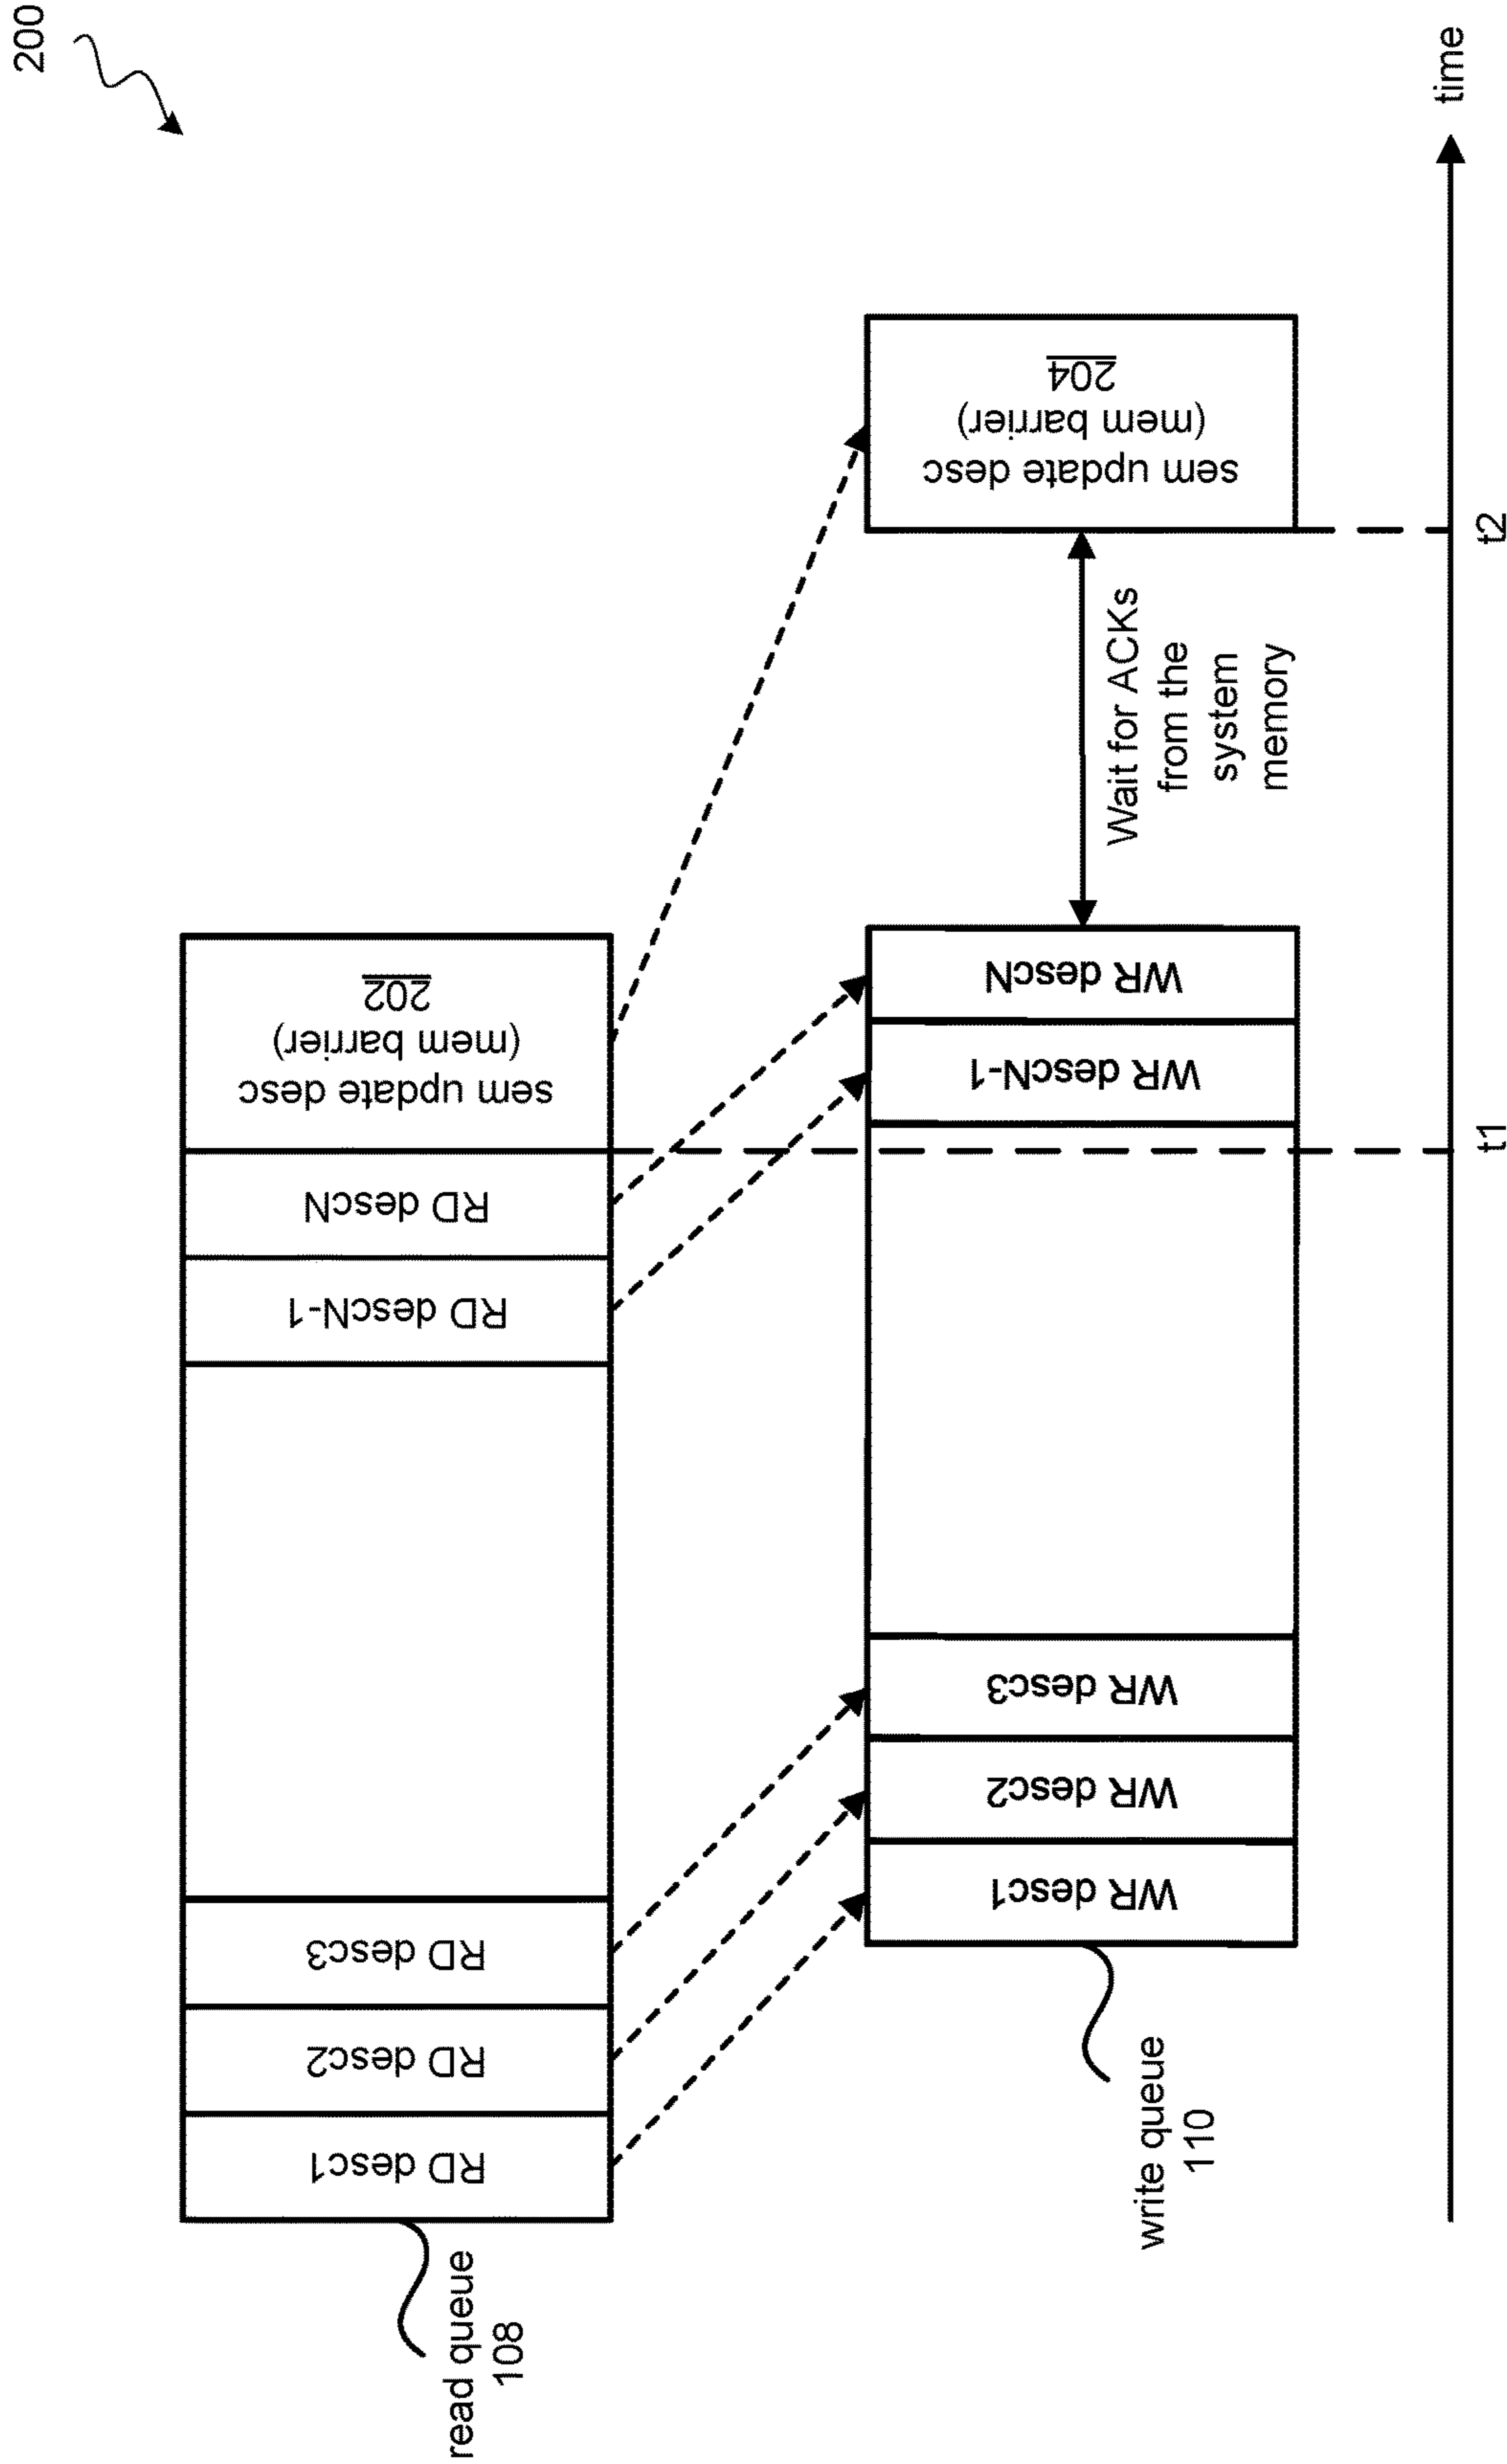 200
read queue
108
RD desc1
RD desc2
RD desc3
RD descN-1
RD descN
sem update desc
(mem barrier)
202
write queue
110
WR desc1
WR desc2
WR desc3
WR descN-1
WR descN
Wait for ACKs
from the
system
memory
sem update desc
(mem barrier)
204
t1
t2
time